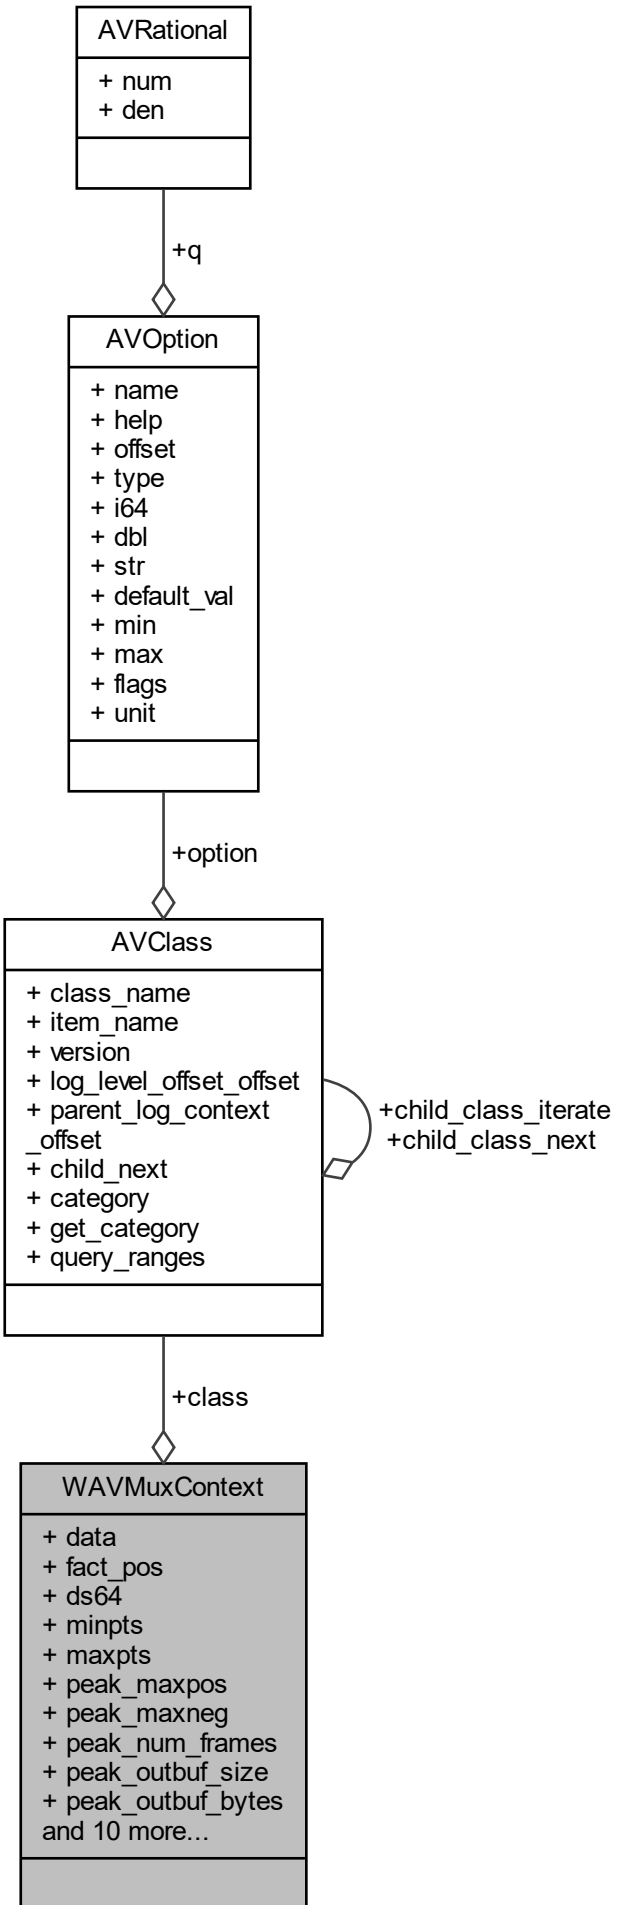 AVRational
+ num
+ den
+q
AVOption
+ name
+ help
+ offset
+ type
+ i64
+ dbl
+ str
+ default_val
+ min
+ max
+ flags
+ unit
+option
AVClass
+ class_name
+ item_name
+ version
+ log_level_offset_offset
+ parent_log_context
_offset
+ child_next
+ category
+ get_category
+ query_ranges
+child_class_iterate
+child_class_next
+class
WAVMuxContext
+ data
+ fact_pos
+ ds64
+ minpts
+ maxpts
+ peak_maxpos
+ peak_maxneg
+ peak_num_frames
+ peak_outbuf_size
+ peak_outbuf_bytes
and 10 more...